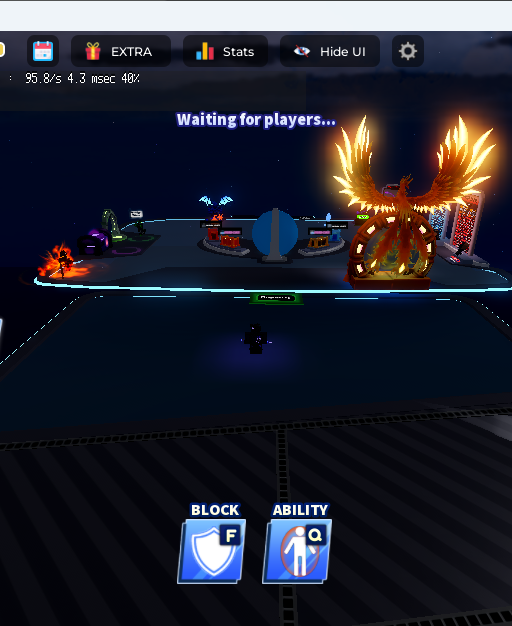 EXTRA
Stats
Hide UI
: 95.8/s 4.3 msec 40%
Waiting for players...
BLOCK
ABILITY
F
Q